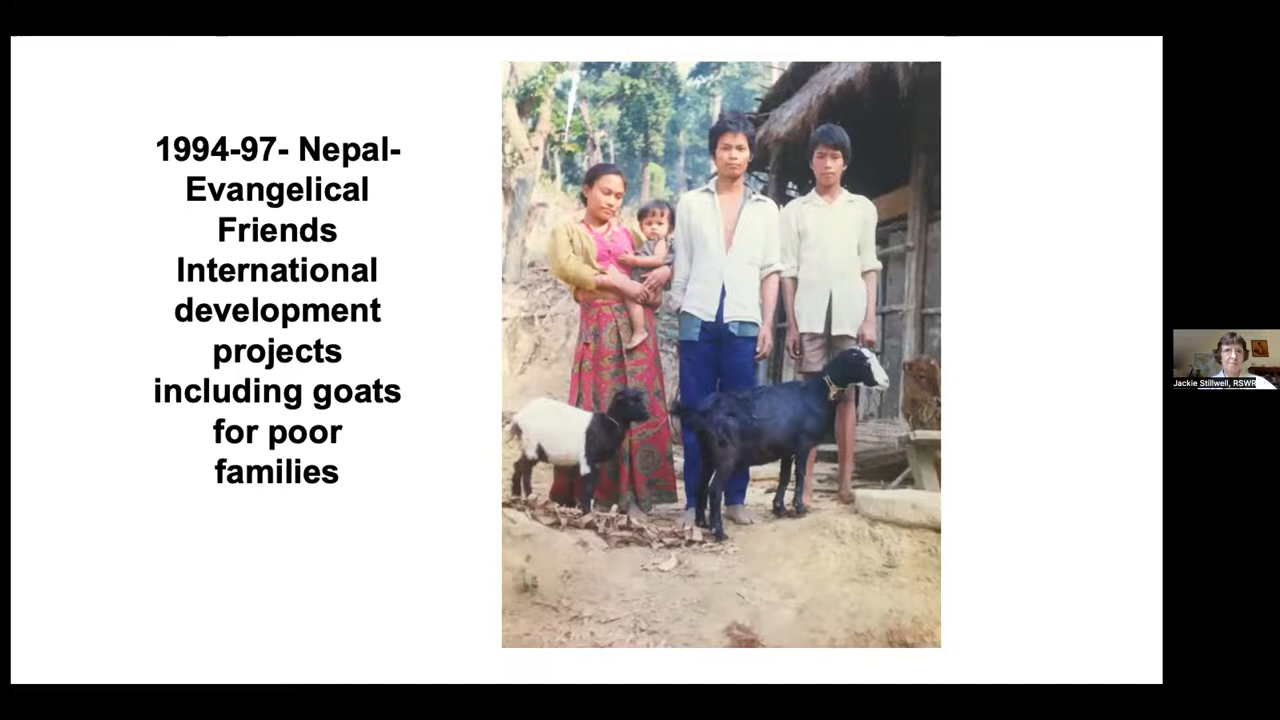 1994-97- Nepal-
Evangelical
Friends
International
development
projects
including goats
for poor
families
Jackie Stillwell, RSWR